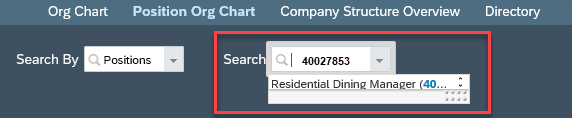 Org Chart Position Org Chart Company Structure Overview Directory
Search By Positions Search 40027853
Residential Dining Manager (40...